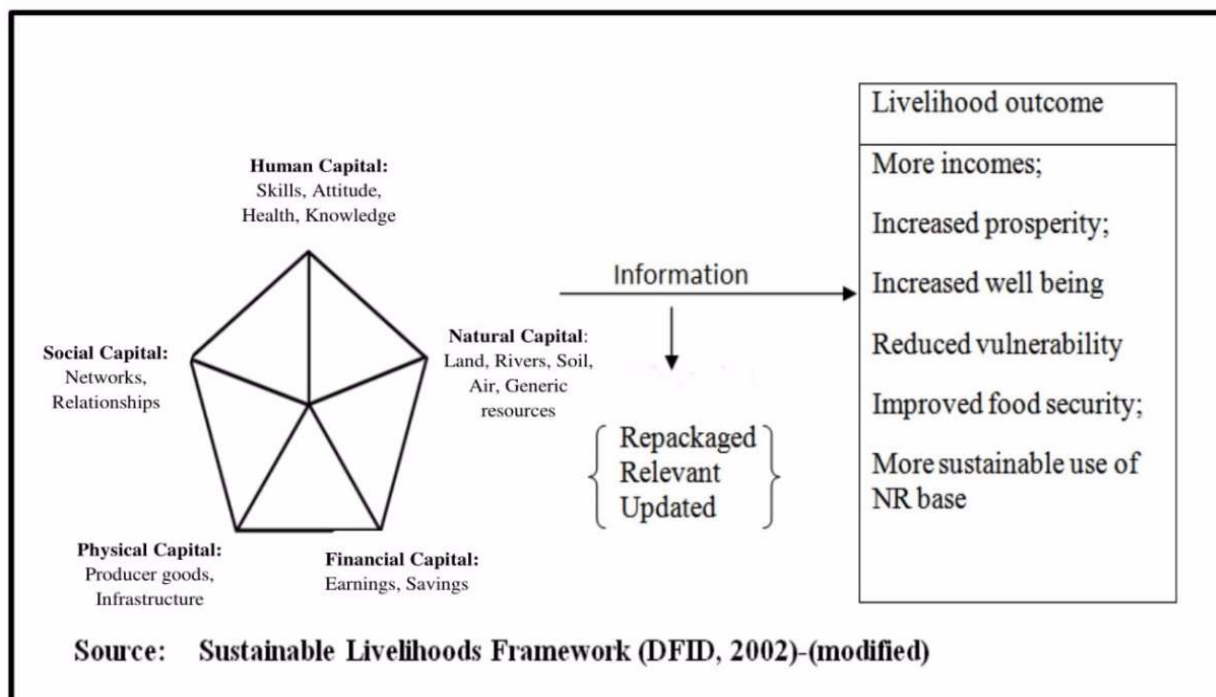 Human Capital:
Skills, Attitude,
Health, Knowledge
Social Capital:
Networks,
Relationships
Natural Capital:
Land, Rivers, Soil,
Air, Generic
resources
Physical Capital:
Producer goods,
Infrastructure
Financial Capital:
Earnings, Savings
Information
Repackaged
Relevant
Updated
Livelihood outcome
More incomes;
Increased prosperity;
Increased well being
Reduced vulnerability
Improved food security;
More sustainable use of
NR base
Source: Sustainable Livelihoods Framework (DFID, 2002)-(modified)